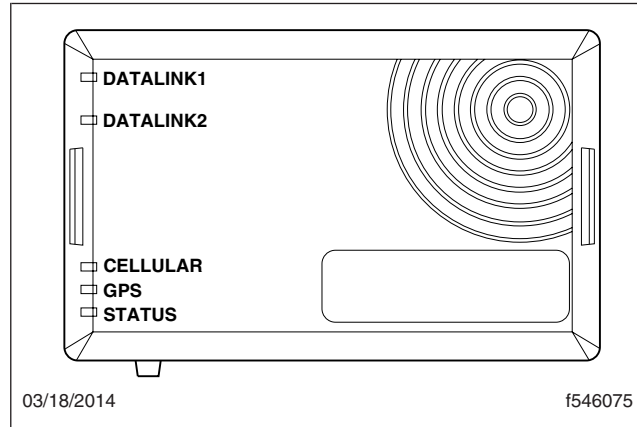 DATALINK1
DATALINK2
CELLULAR
GPS
STATUS
03/18/2014 f546075